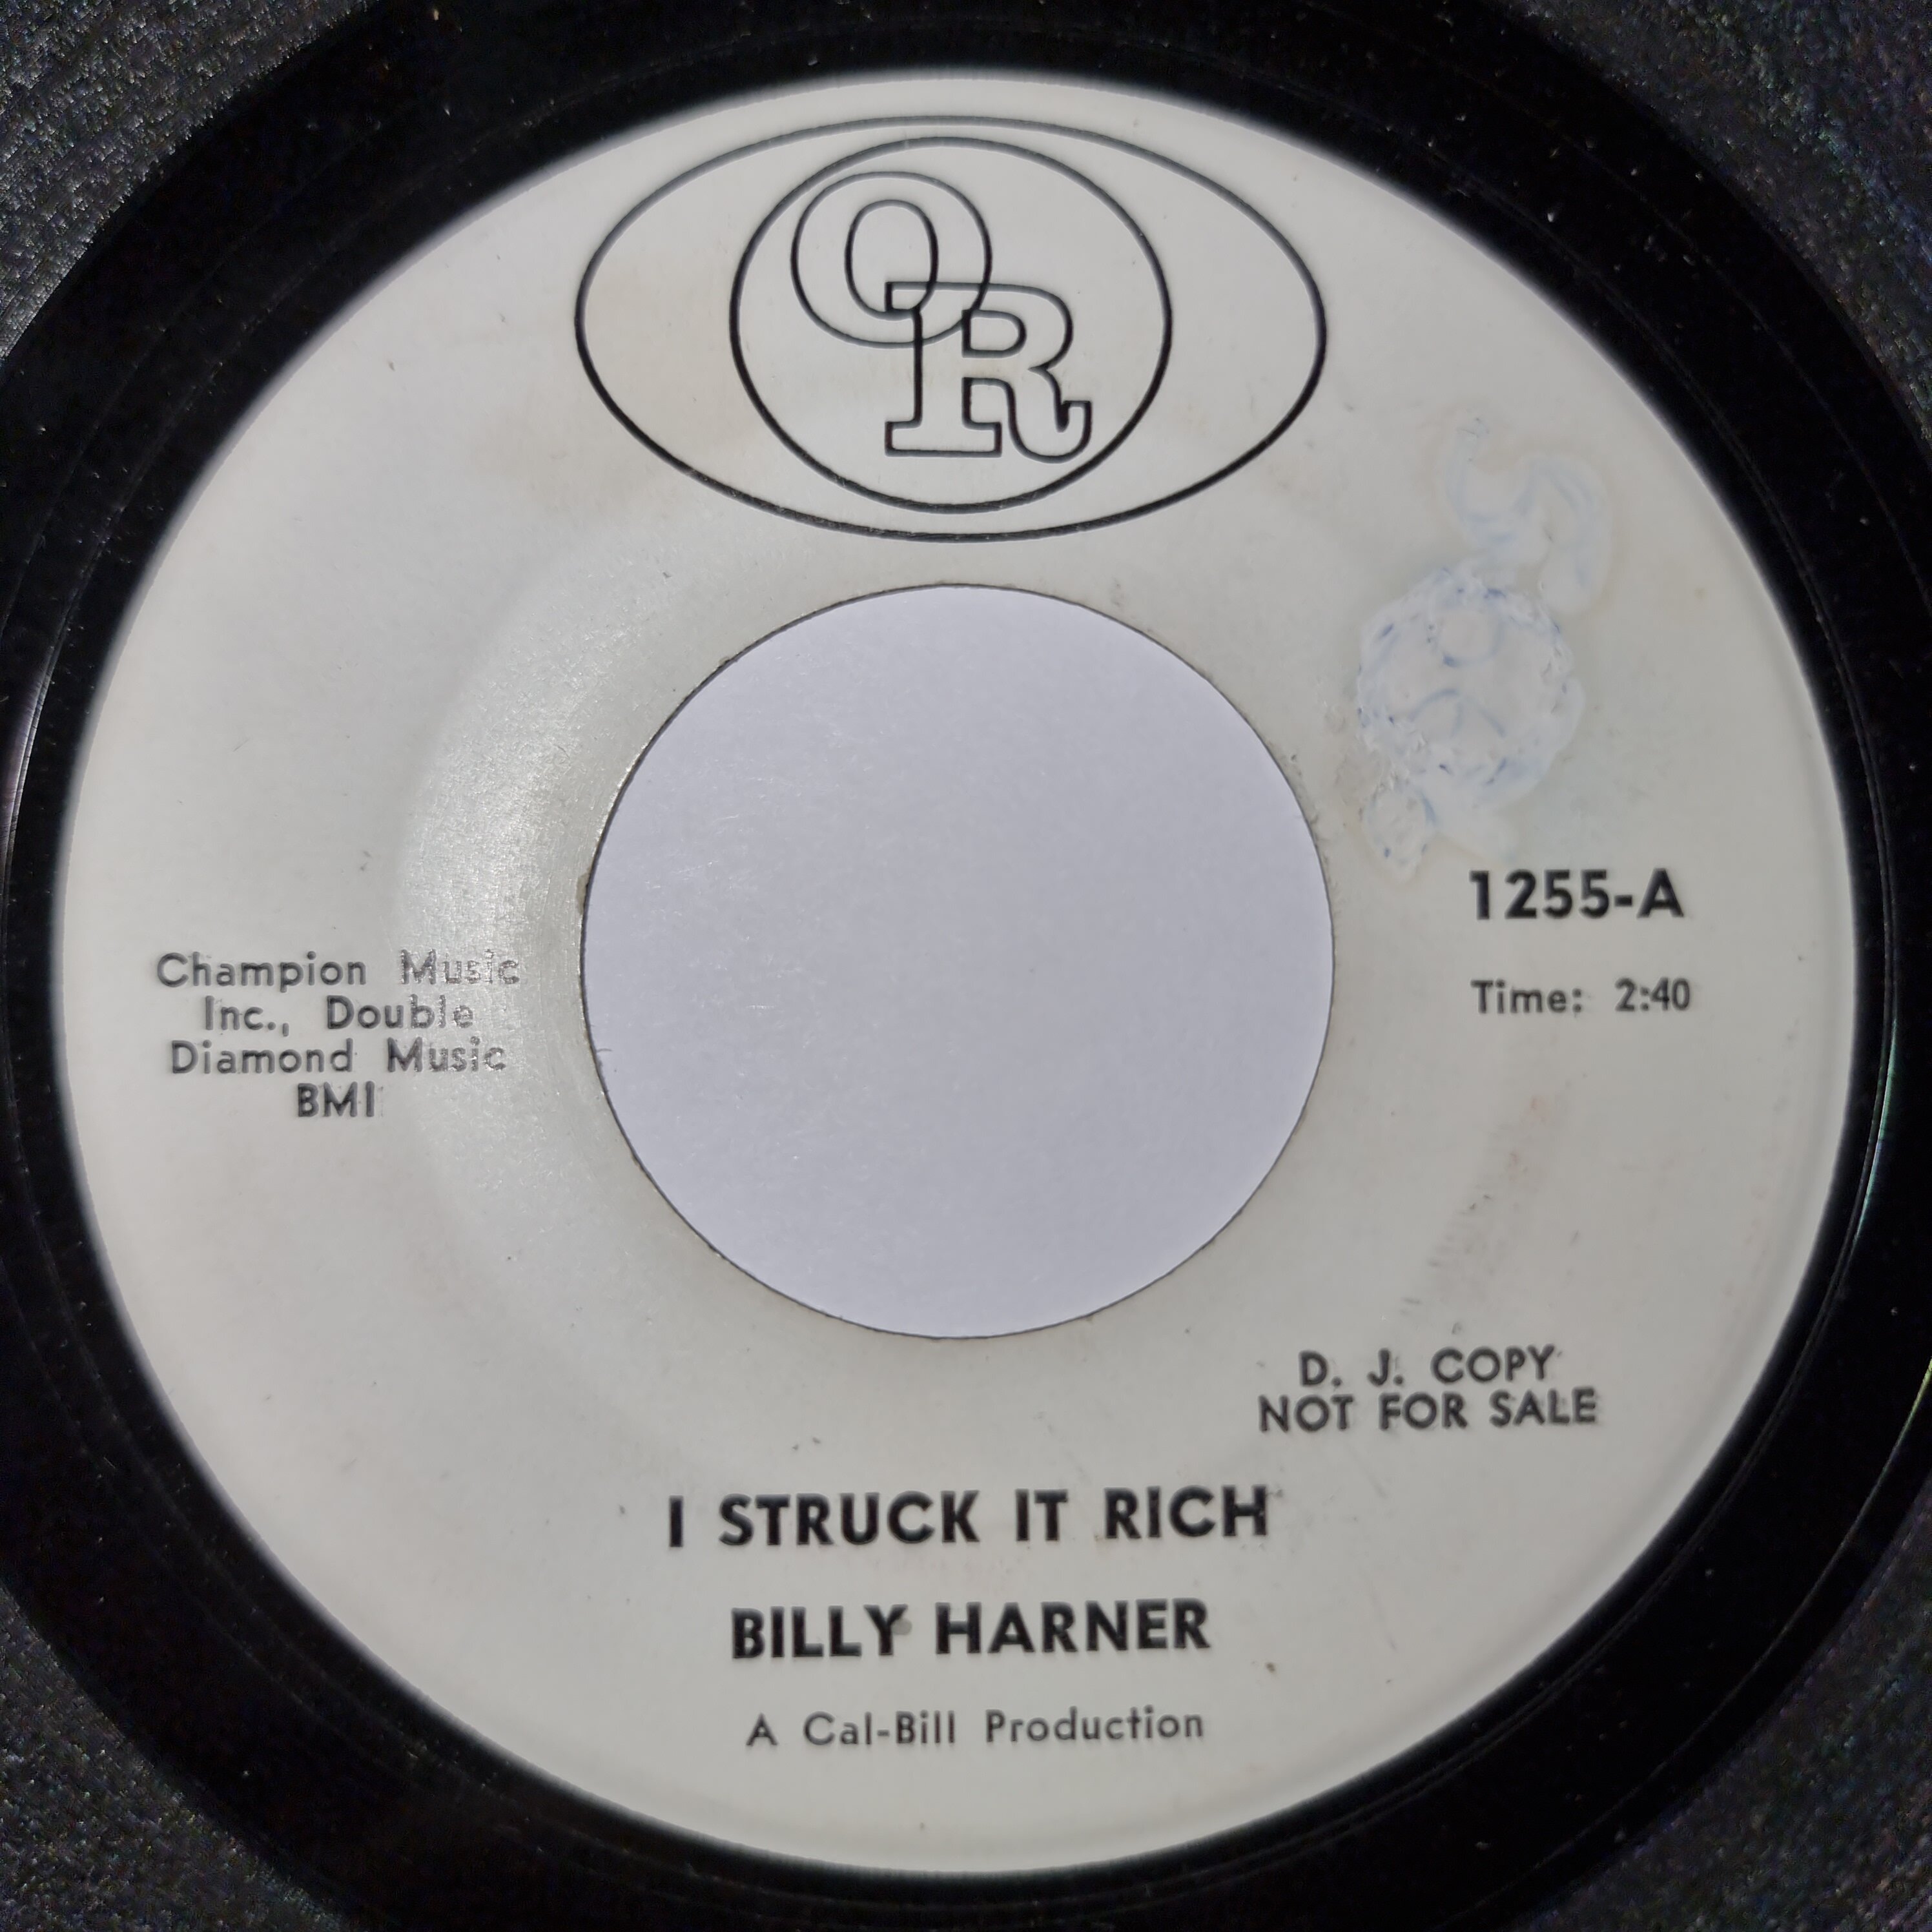 OR
Champion Music
Inc., Double
Diamond Music
BMI
1255-A
Time: 2:40
D. J. COPY
NOT FOR SALE
I STRUCK IT RICH
BILLY HARNER
A Cal-Bill Production